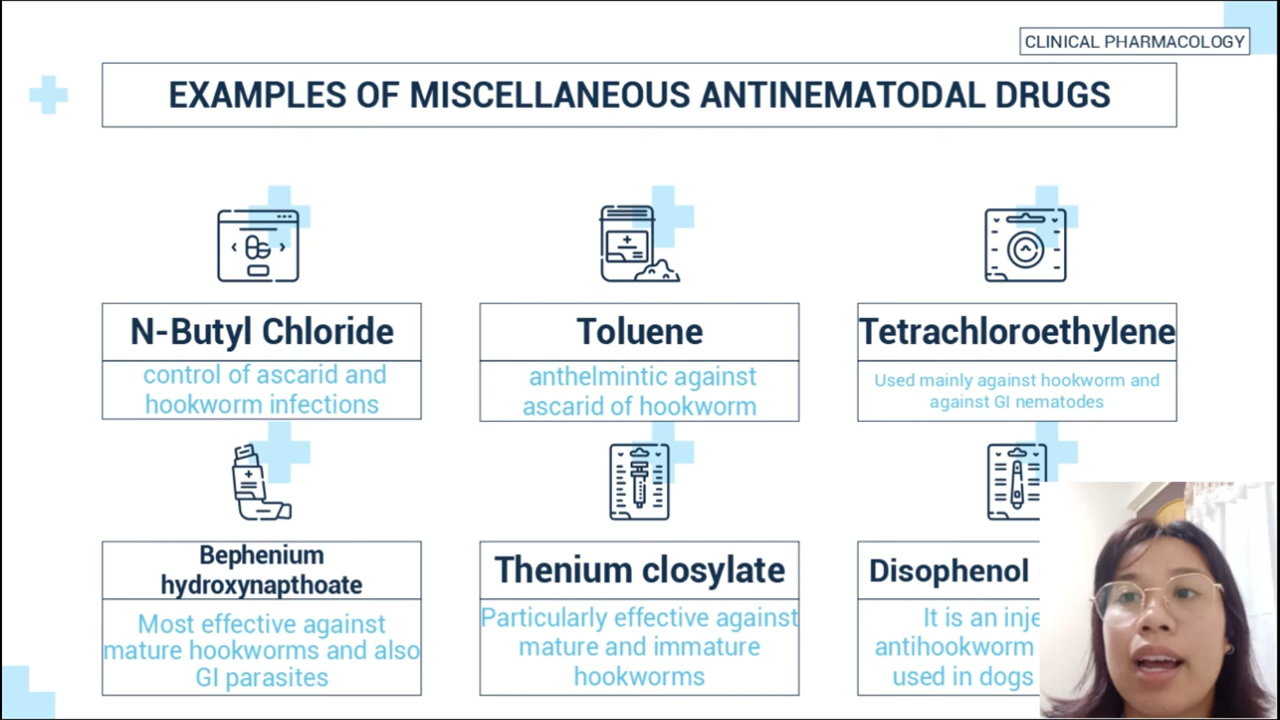 CLINICAL PHARMACOLOGY
EXAMPLES OF MISCELLANEOUS ANTINEMATODAL DRUGS
N-Butyl Chloride
control of ascarid and
hookworm infections
Toluene
anthelmintic against
ascarid of hookworm
Tetrachloroethylene
Used mainly against hookworm and
against GI nematodes
Bephenium
hydroxynapthoate
Most effective against
mature hookworms and also
GI parasites
Thenium closylate
Particularly effective against
mature and immature
hookworms
Disophenol
It is an
antihookworm
used in dogs